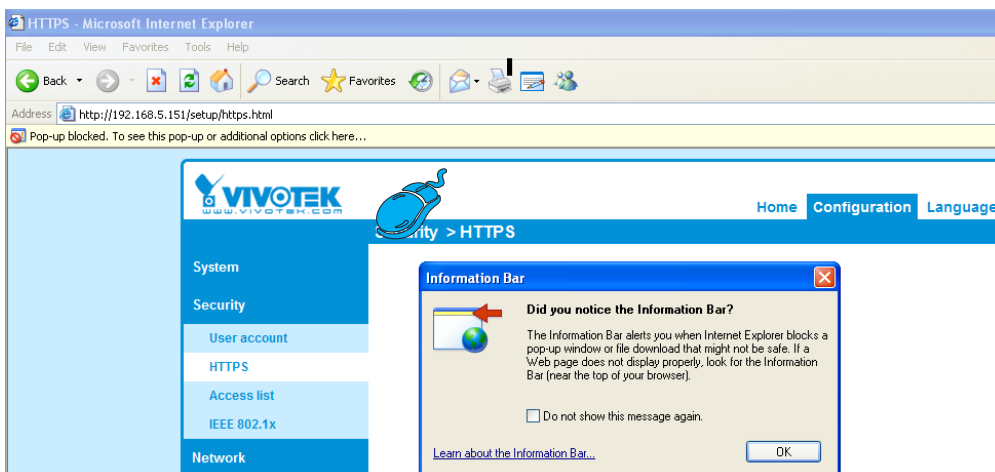 HTTPS - Microsoft Internet Explorer
File Edit View Favorites Tools Help
Back Search Favorites
Address http://192.168.5.151/setup/https.html
Pop-up blocked. To see this pop-up or additional options click here...
VIVOTEK
WWW.VIVOTEK.COM
Home Configuration Language
Security > HTTPS
System
Security
User account
HTTPS
Access list
IEEE 802.1x
Network
Information Bar
Did you notice the Information Bar?
The Information Bar alerts you when Internet Explorer blocks a
pop-up window or file download that might not be safe. If a
Web page does not display properly, look for the Information
Bar (near the top of your browser).
Do not show this message again.
Learn about the Information Bar...
OK